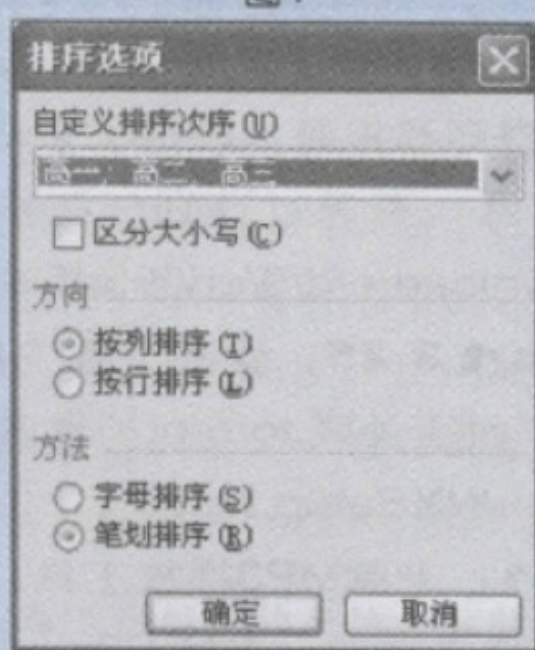 排序选项
自定义排序次序(U)
高一, 高二, 高三
区分大小写(C)
方向
按列排序(T)
按行排序(L)
方法
字母排序(S)
笔划排序(R)
确定 取消